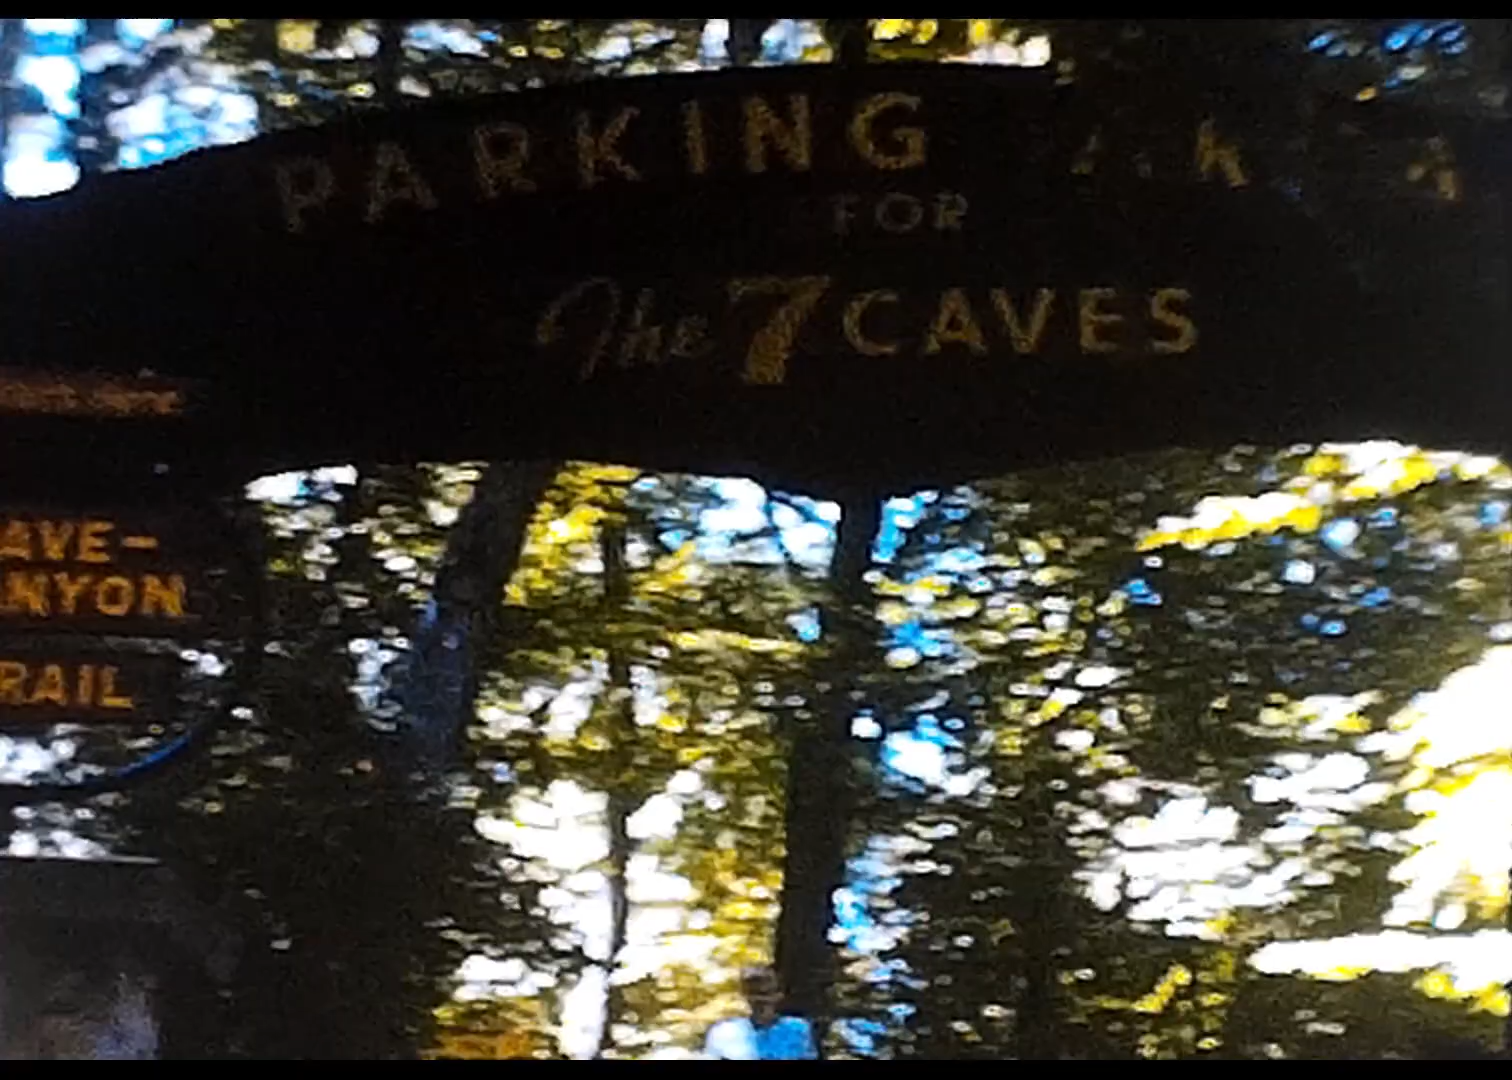 PARKING
FOR
The 7 CAVES
AVE-
NYON
RAIL